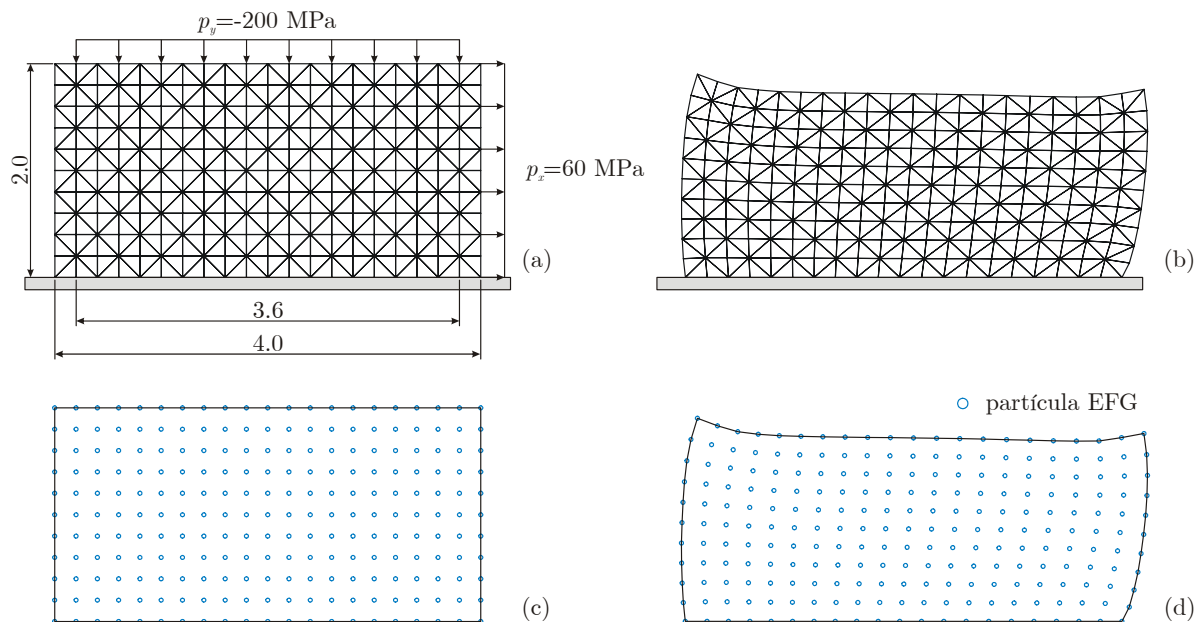 p_y=-200 MPa
2.0
p_x=60 MPa
(a)
(b)
3.6
4.0
partícula EFG
(c)
(d)